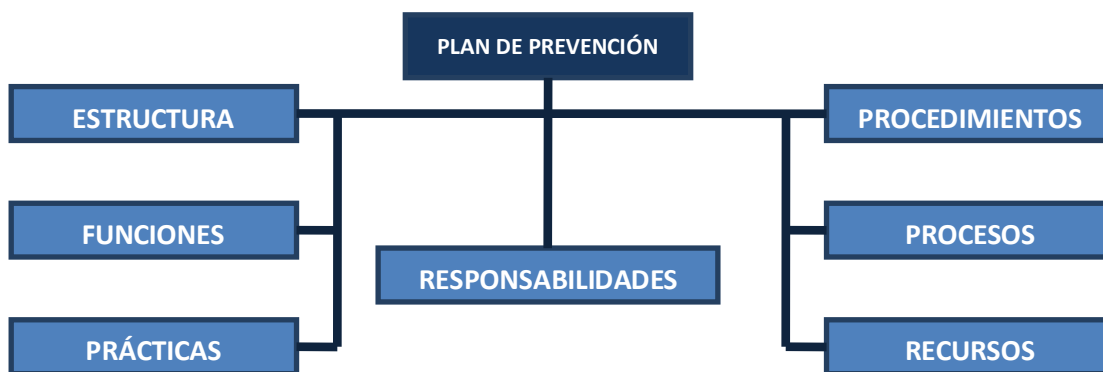 PLAN DE PREVENCIÓN
ESTRUCTURA
PROCEDIMIENTOS
FUNCIONES
PROCESOS
RESPONSABILIDADES
PRÁCTICAS
RECURSOS